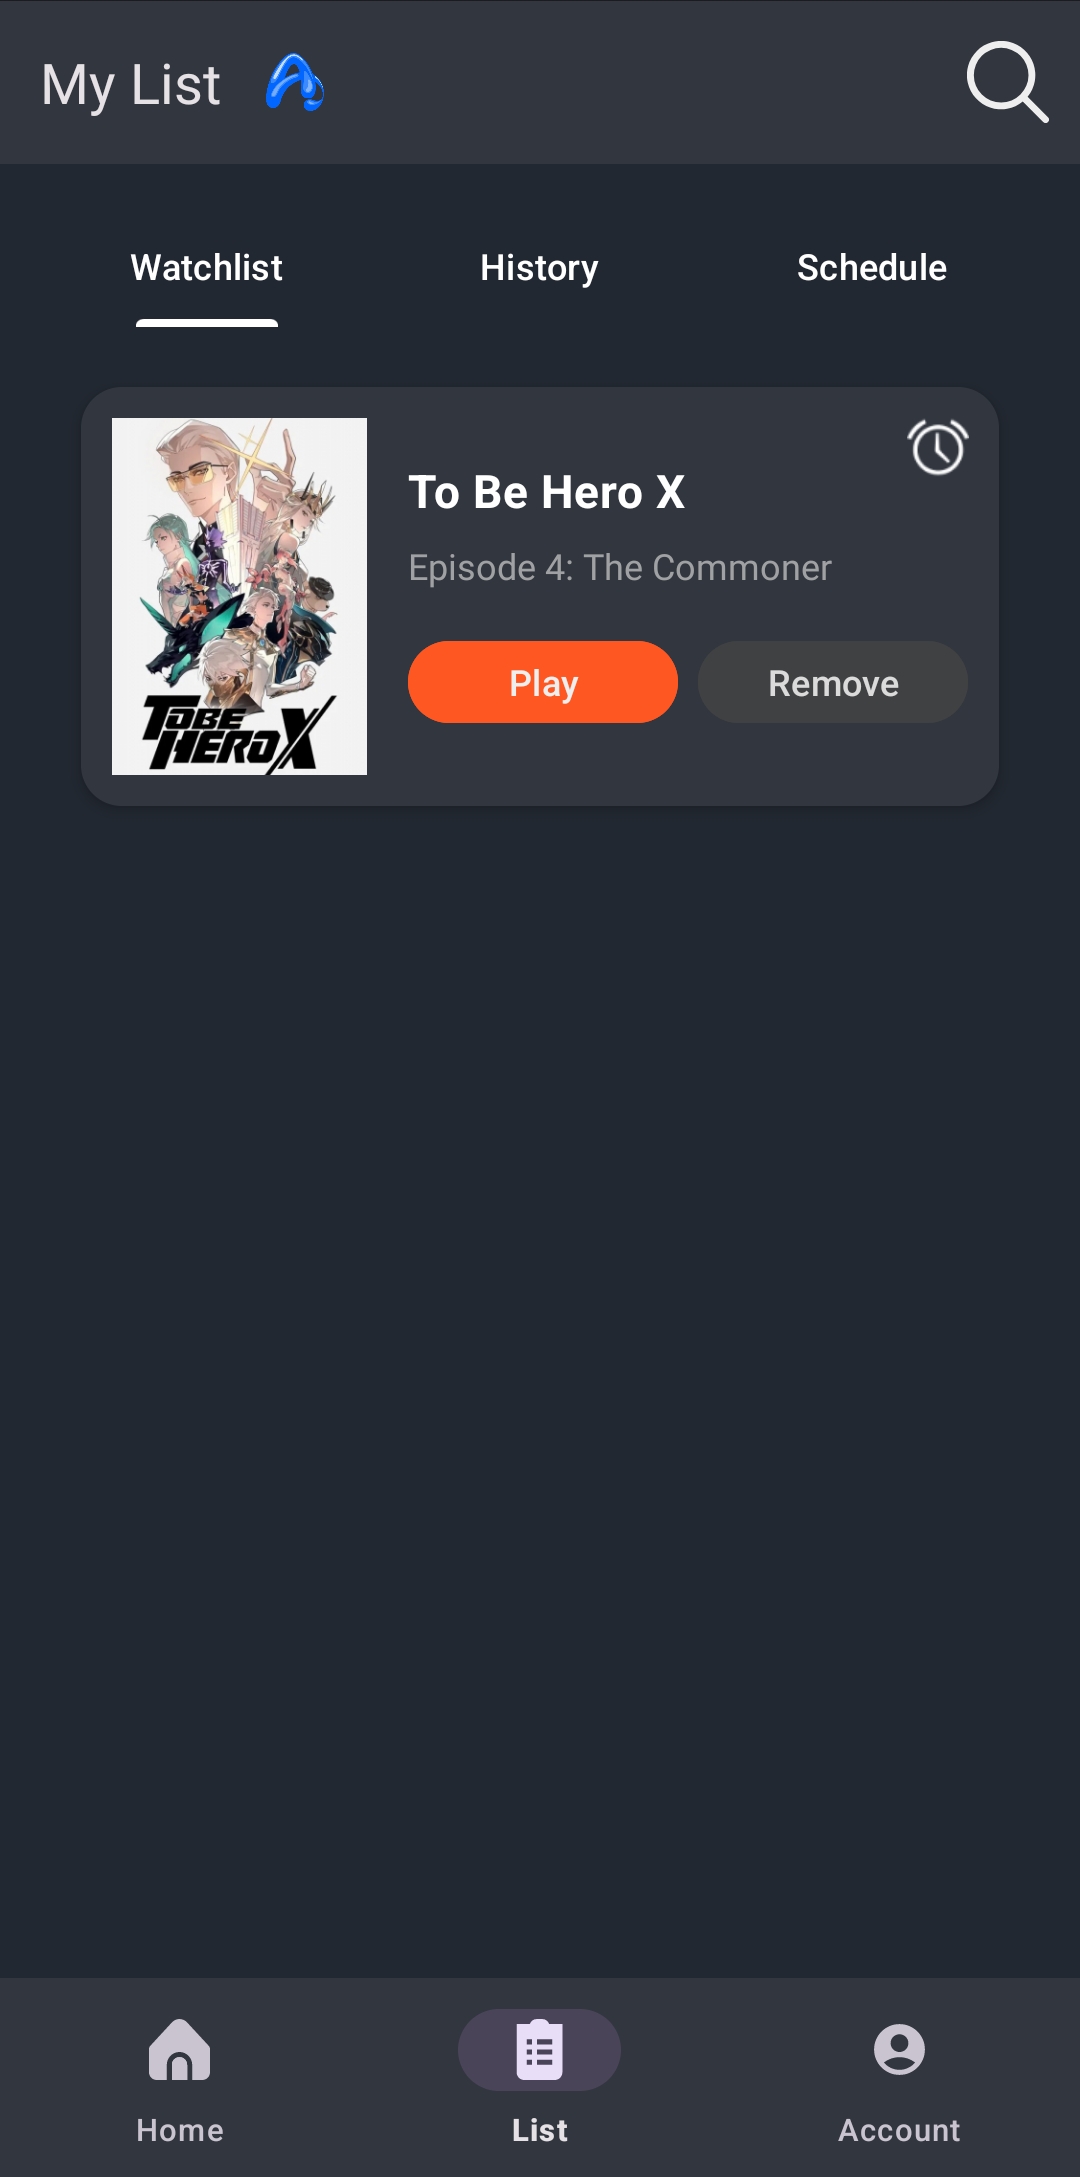 My List
Watchlist
History
Schedule
To Be Hero X
Episode 4: The Commoner
Play
Remove
TO BE
HERO X
Home
List
Account